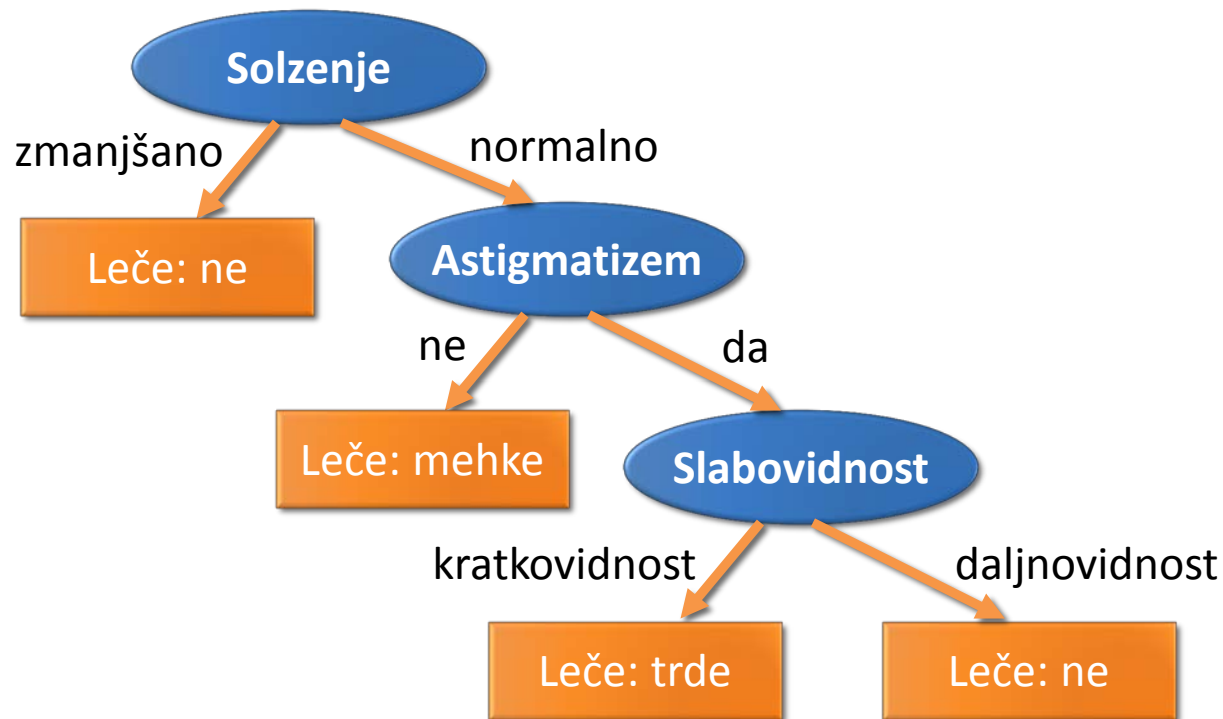 Solzenje
zmanjšano
normalno
Leče: ne
Astigmatizem
ne
da
Leče: mehke
Slabovidnost
kratkovidnost
daljnovidnost
Leče: trde
Leče: ne